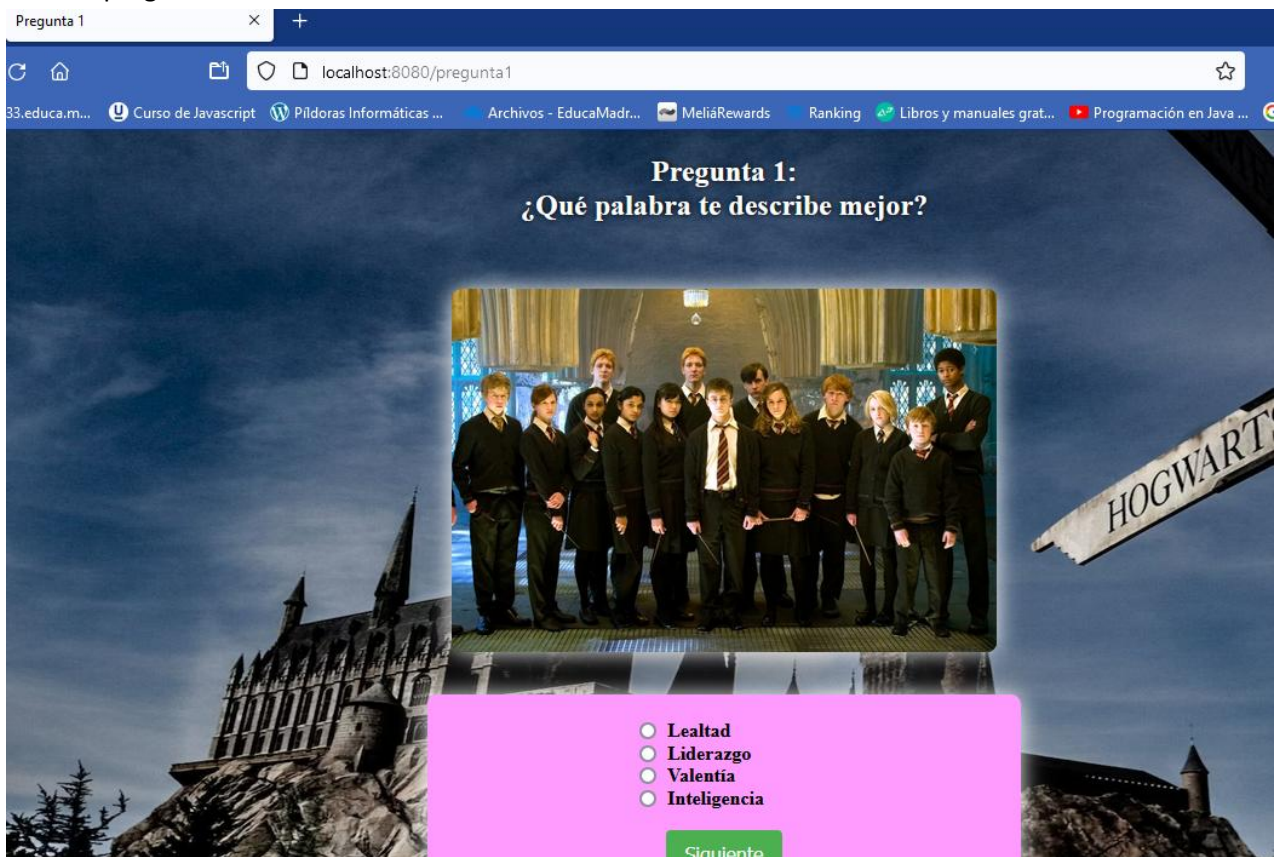 Pregunta 1
localhost:8080/pregunta1
33.educa.m... Curso de Javascript Píldoras Informáticas ... Archivos - EducaMadr... MeliáRewards Ranking Libros y manuales grat... Programación en Java ...
Pregunta 1:
¿Qué palabra te describe mejor?
HOGWARTS
Lealtad
Liderazgo
Valentía
Inteligencia
Siguiente